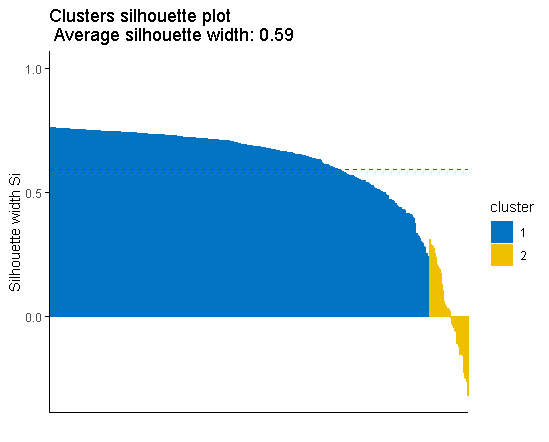 Clusters silhouette plot
Average silhouette width: 0.59
1.0
0.5
0.0
Silhouette width Si
cluster
1
2